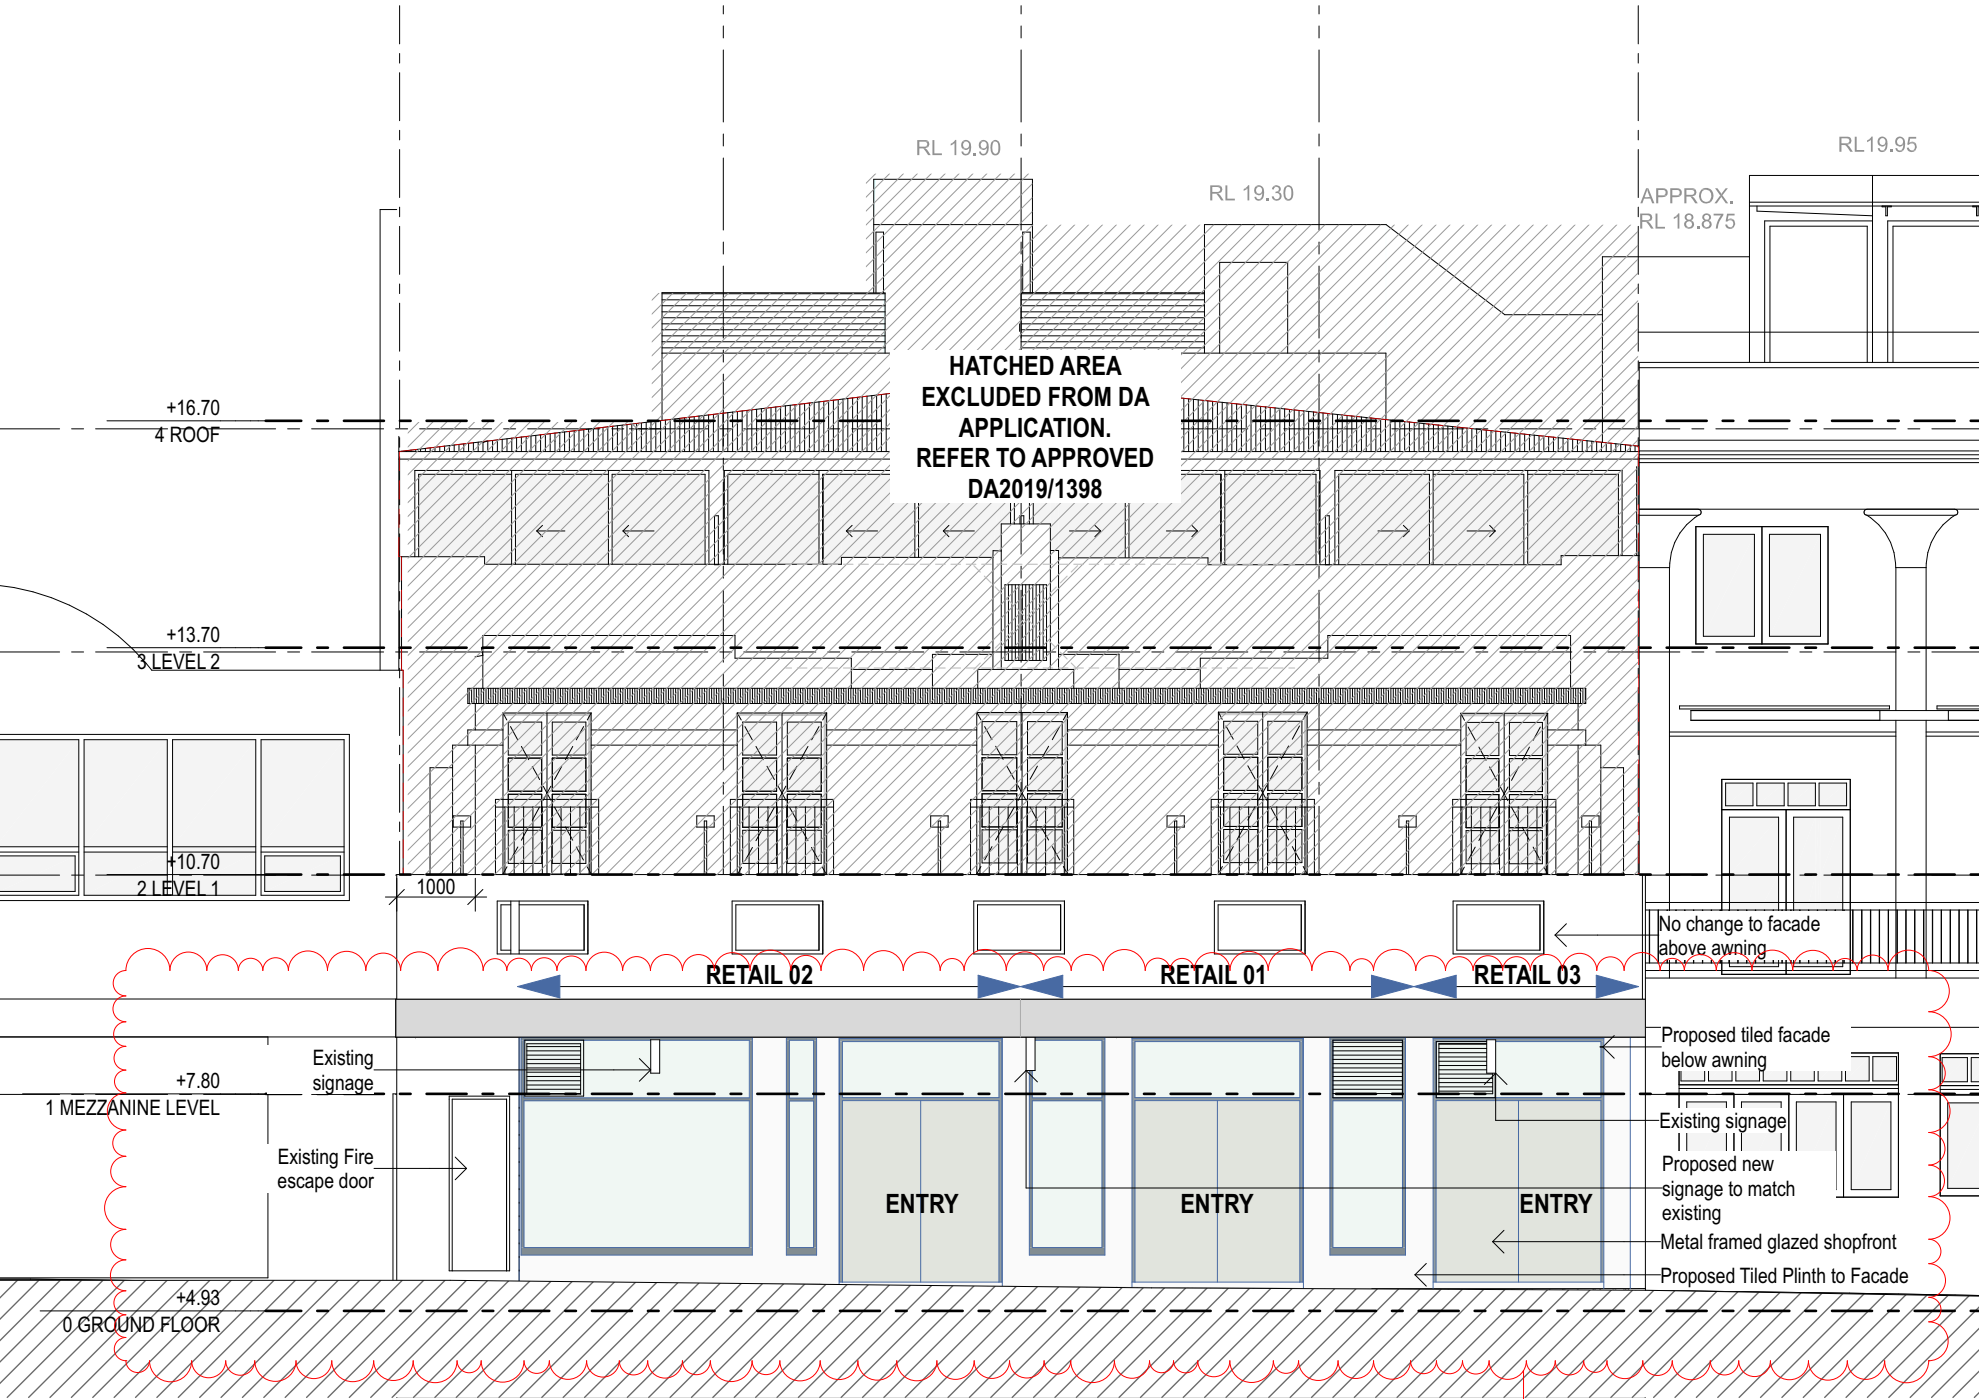 RL 19.90
RL19.95
RL 19.30
APPROX.
RL 18.875
HATCHED AREA
EXCLUDED FROM DA
APPLICATION.
REFER TO APPROVED
DA2019/1398
+16.70
4 ROOF
+13.70
3 LEVEL 2
+10.70
2 LEVEL 1
1000
No change to facade
above awning
RETAIL 02
RETAIL 01
RETAIL 03
Existing
signage
Proposed tiled facade
below awning
+7.80
1 MEZZANINE LEVEL
Existing signage
Existing Fire
escape door
Proposed new
signage to match
existing
ENTRY
ENTRY
ENTRY
Metal framed glazed shopfront
Proposed Tiled Plinth to Facade
+4.93
0 GROUND FLOOR